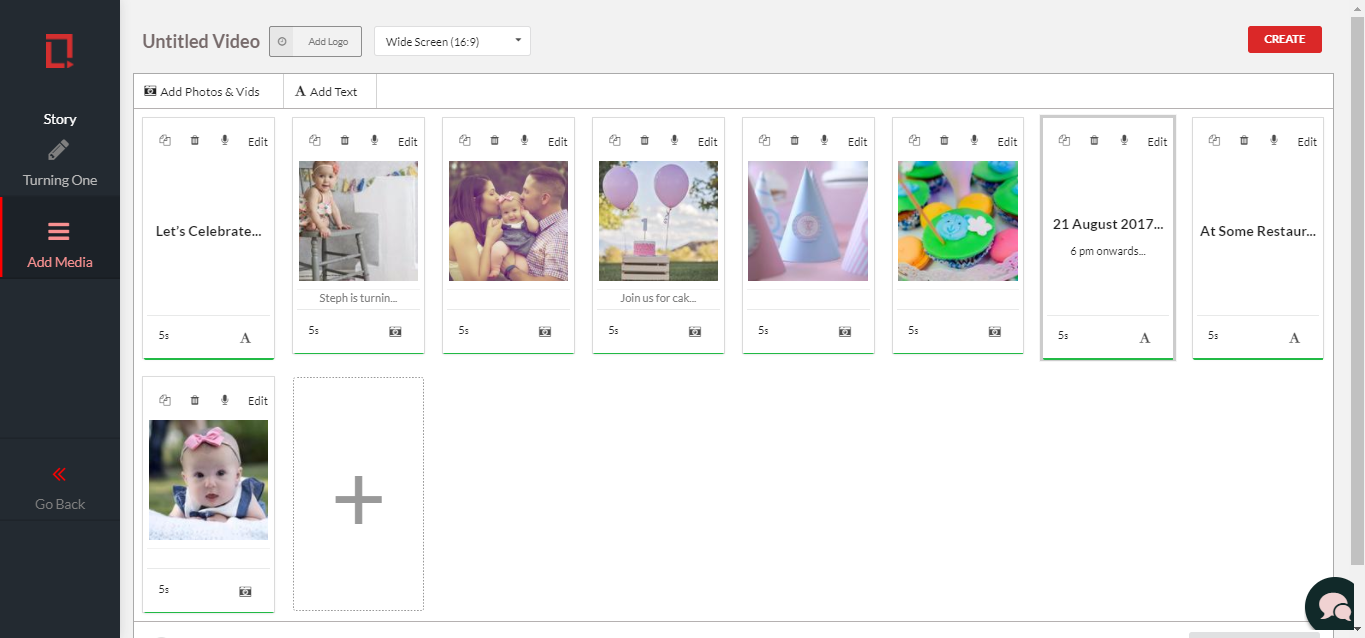 Untitled Video
Add Logo
Wide Screen (16:9)
CREATE
Story
Turning One
Add Media
Go Back
Add Photos & Vids
A Add Text
Edit
Let's Celebrate...
5s
A
Edit
Steph is turnin...
5s
Edit
5s
Edit
Join us for cak...
5s
Edit
5s
Edit
5s
Edit
21 August 2017...
6 pm onwards...
5s
A
Edit
At Some Restaur...
5s
A
Edit
5s